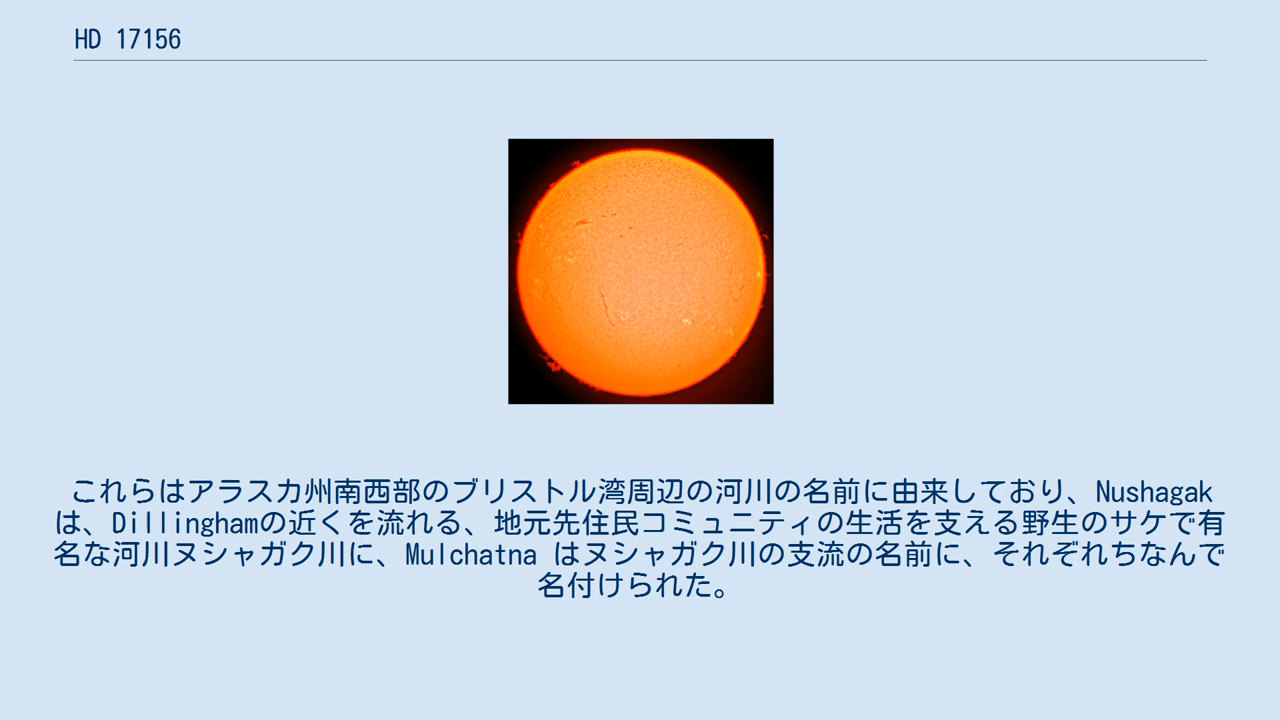 HD 17156
これらはアラスカ州南西部のブリストル湾周辺の河川の名前に由来しており、Nushagak
は、Dillinghamの近くを流れる、地元先住民コミュニティの生活を支える野生のサケで有
名な河川ヌシャガク川に、Mulchatna はヌシャガク川の支流の名前に、それぞれちなんで
名付けられた。